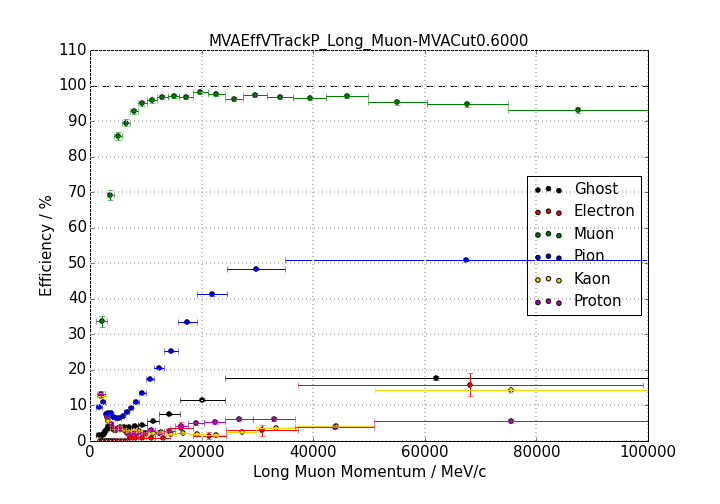 MVAEffVTrackP_Long_Muon-MVACut0.6000
110
100
90
80
70
60
50
40
30
20
10
0
Efficiency / %
Ghost
Electron
Muon
Pion
Kaon
Proton
0 20000 40000 60000 80000 100000
Long Muon Momentum / MeV/c